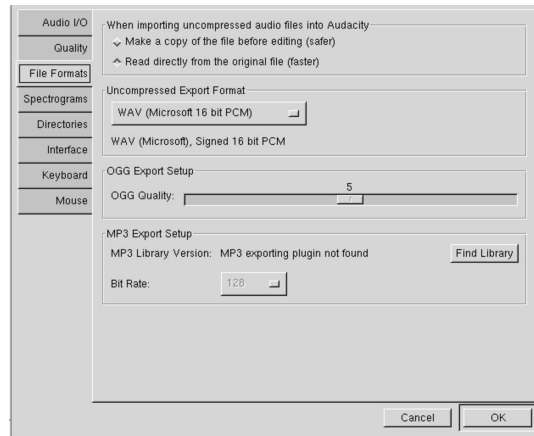 Audio I/O
Quality
File Formats
Spectrograms
Directories
Interface
Keyboard
Mouse
When importing uncompressed audio files into Audacity
Make a copy of the file before editing (safer)
Read directly from the original file (faster)
Uncompressed Export Format
WAV (Microsoft 16 bit PCM)
WAV (Microsoft), Signed 16 bit PCM
OGG Export Setup
5
OGG Quality:
MP3 Export Setup
MP3 Library Version: MP3 exporting plugin not found Find Library
Bit Rate: 128
Cancel OK